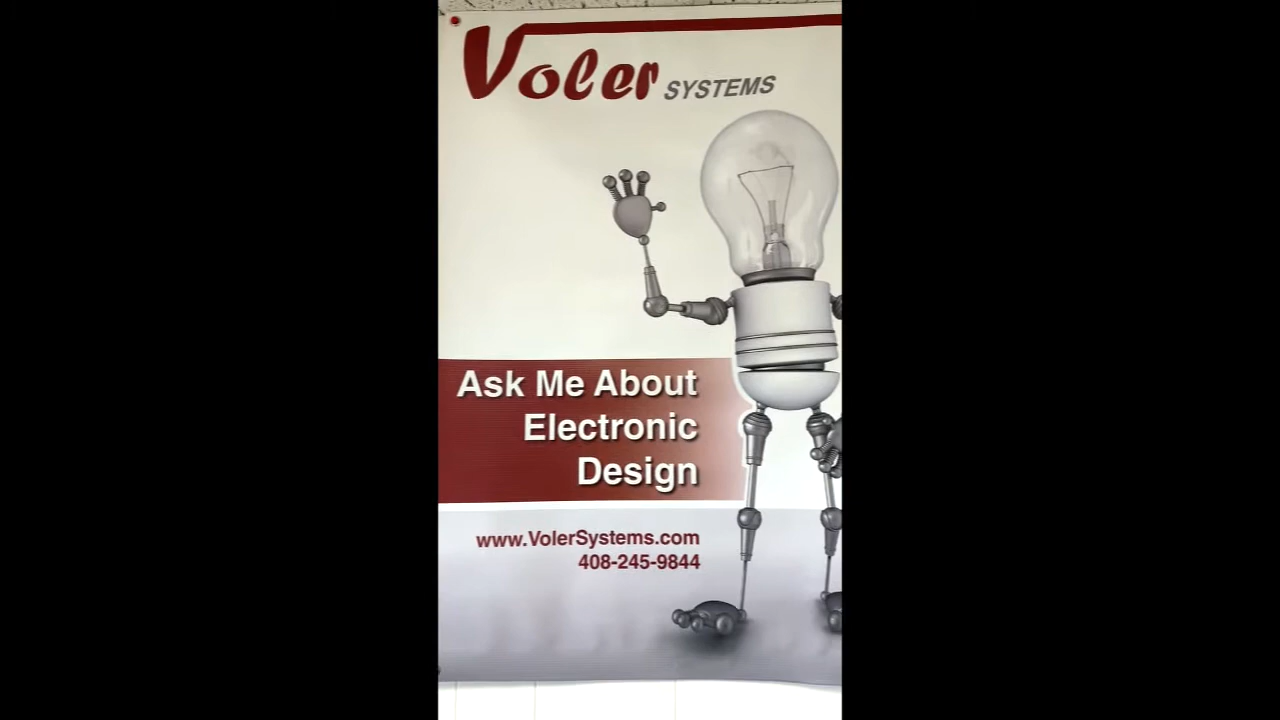 Voler SYSTEMS
Ask Me About
Electronic
Design
www.VolerSystems.com
408-245-9844